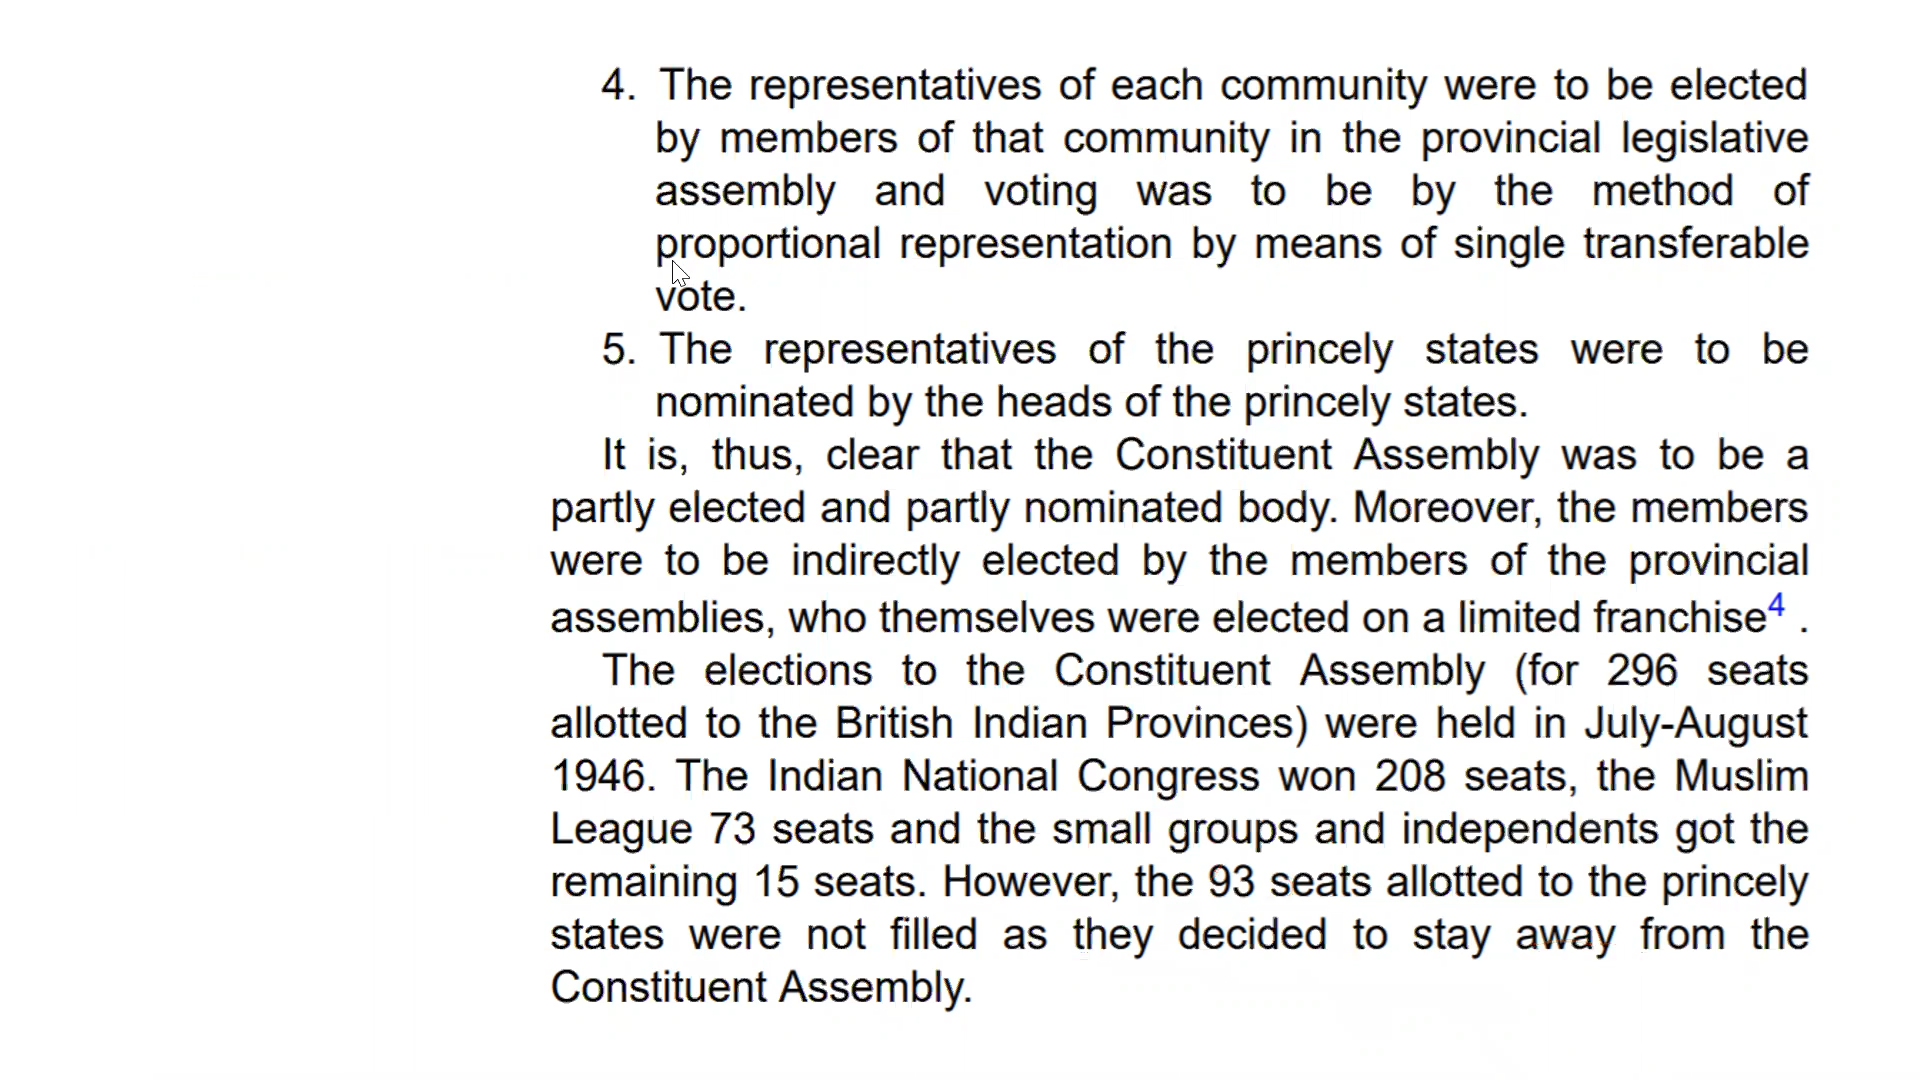 4. The representatives of each community were to be elected
by members of that community in the provincial legislative
assembly and voting was to be by the method of
proportional representation by means of single transferable
vote.
5. The representatives of the princely states were to be
nominated by the heads of the princely states.
It is, thus, clear that the Constituent Assembly was to be a
partly elected and partly nominated body. Moreover, the members
were to be indirectly elected by the members of the provincial
assemblies, who themselves were elected on a limited franchise4 .
The elections to the Constituent Assembly (for 296 seats
allotted to the British Indian Provinces) were held in July-August
1946. The Indian National Congress won 208 seats, the Muslim
League 73 seats and the small groups and independents got the
remaining 15 seats. However, the 93 seats allotted to the princely
states were not filled as they decided to stay away from the
Constituent Assembly.